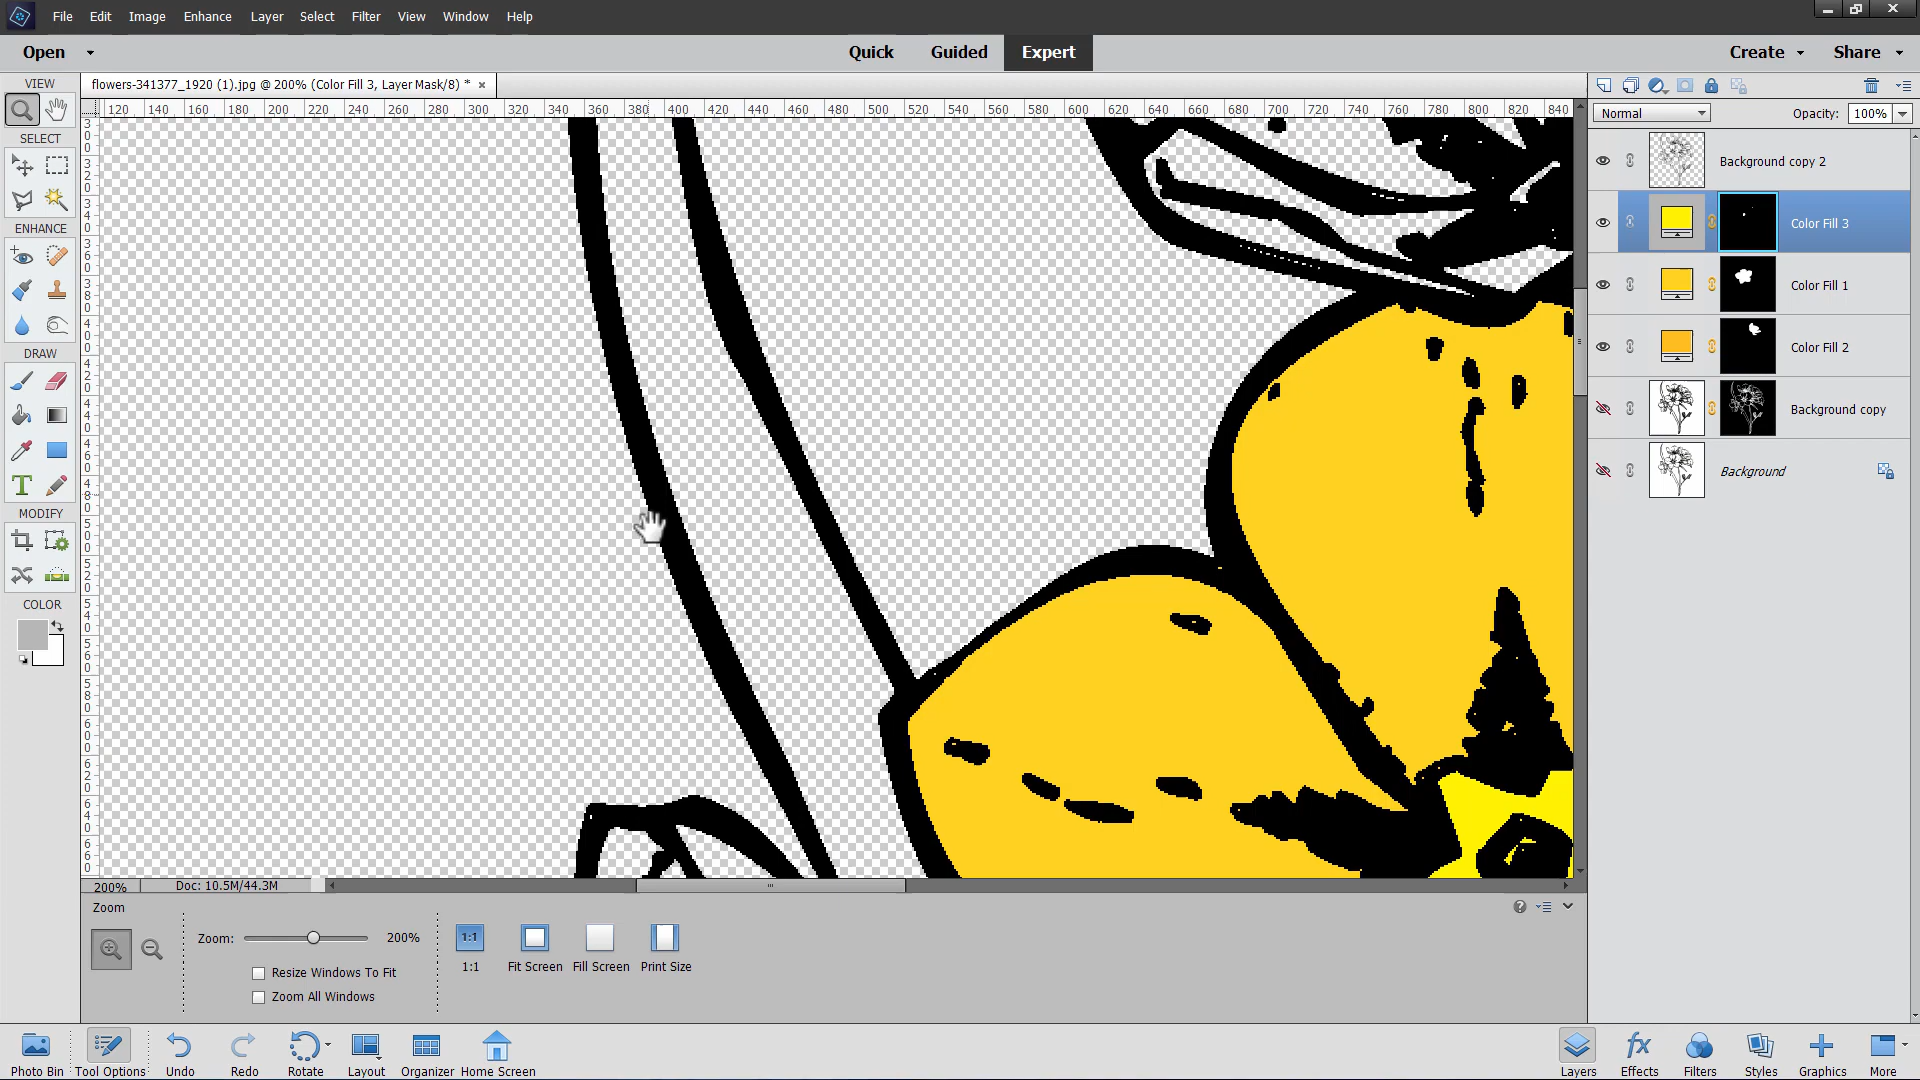 File Edit Image Enhance Layer Select Filter View Window Help
Open Quick Guided Expert Create Share
VIEW
flowers-341377_1920 (1).jpg @ 200% (Color Fill 3, Layer Mask/8) * ×
120 140 160 180 200 220 240 260 280 300 320 340 360 380 400 420 440 460 480 500 520 540 560 580 600 620 640 660 680 700 720 740 760 780 800 820 840
Normal Opacity: 100%
SELECT
Background copy 2
Color Fill 3
ENHANCE
Color Fill 1
DRAW
Color Fill 2
Background copy
Background
T
MODIFY
COLOR
200% Doc: 10.5M/44.3M
Zoom
Zoom: 200% 1:1
1:1 Fit Screen Fill Screen Print Size
Resize Windows To Fit
Zoom All Windows
fx
Photo Bin Tool Options Undo Redo Rotate Layout Organizer Home Screen Layers Effects Filters Styles Graphics More